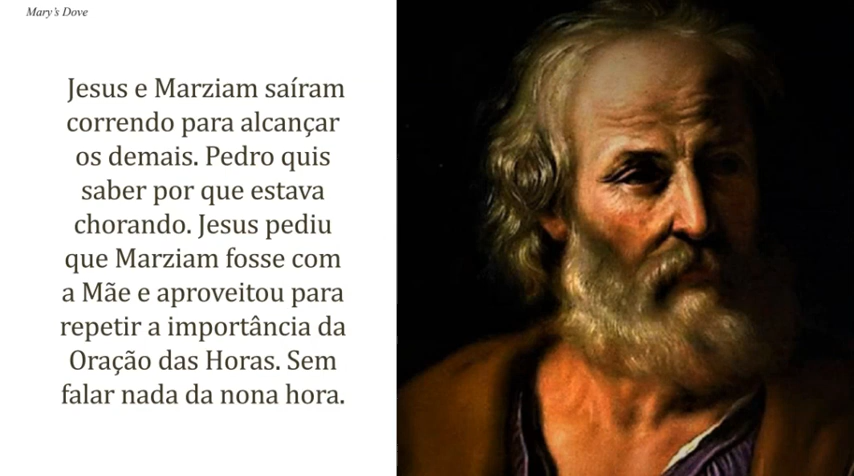 Mary's Dove
Jesus e Marziam saíram
correndo para alcançar
os demais. Pedro quis
saber por que estava
chorando. Jesus pediu
que Marziam fosse com
a Mãe e aproveitou para
repetir a importância da
Oração das Horas. Sem
falar nada da nona hora.